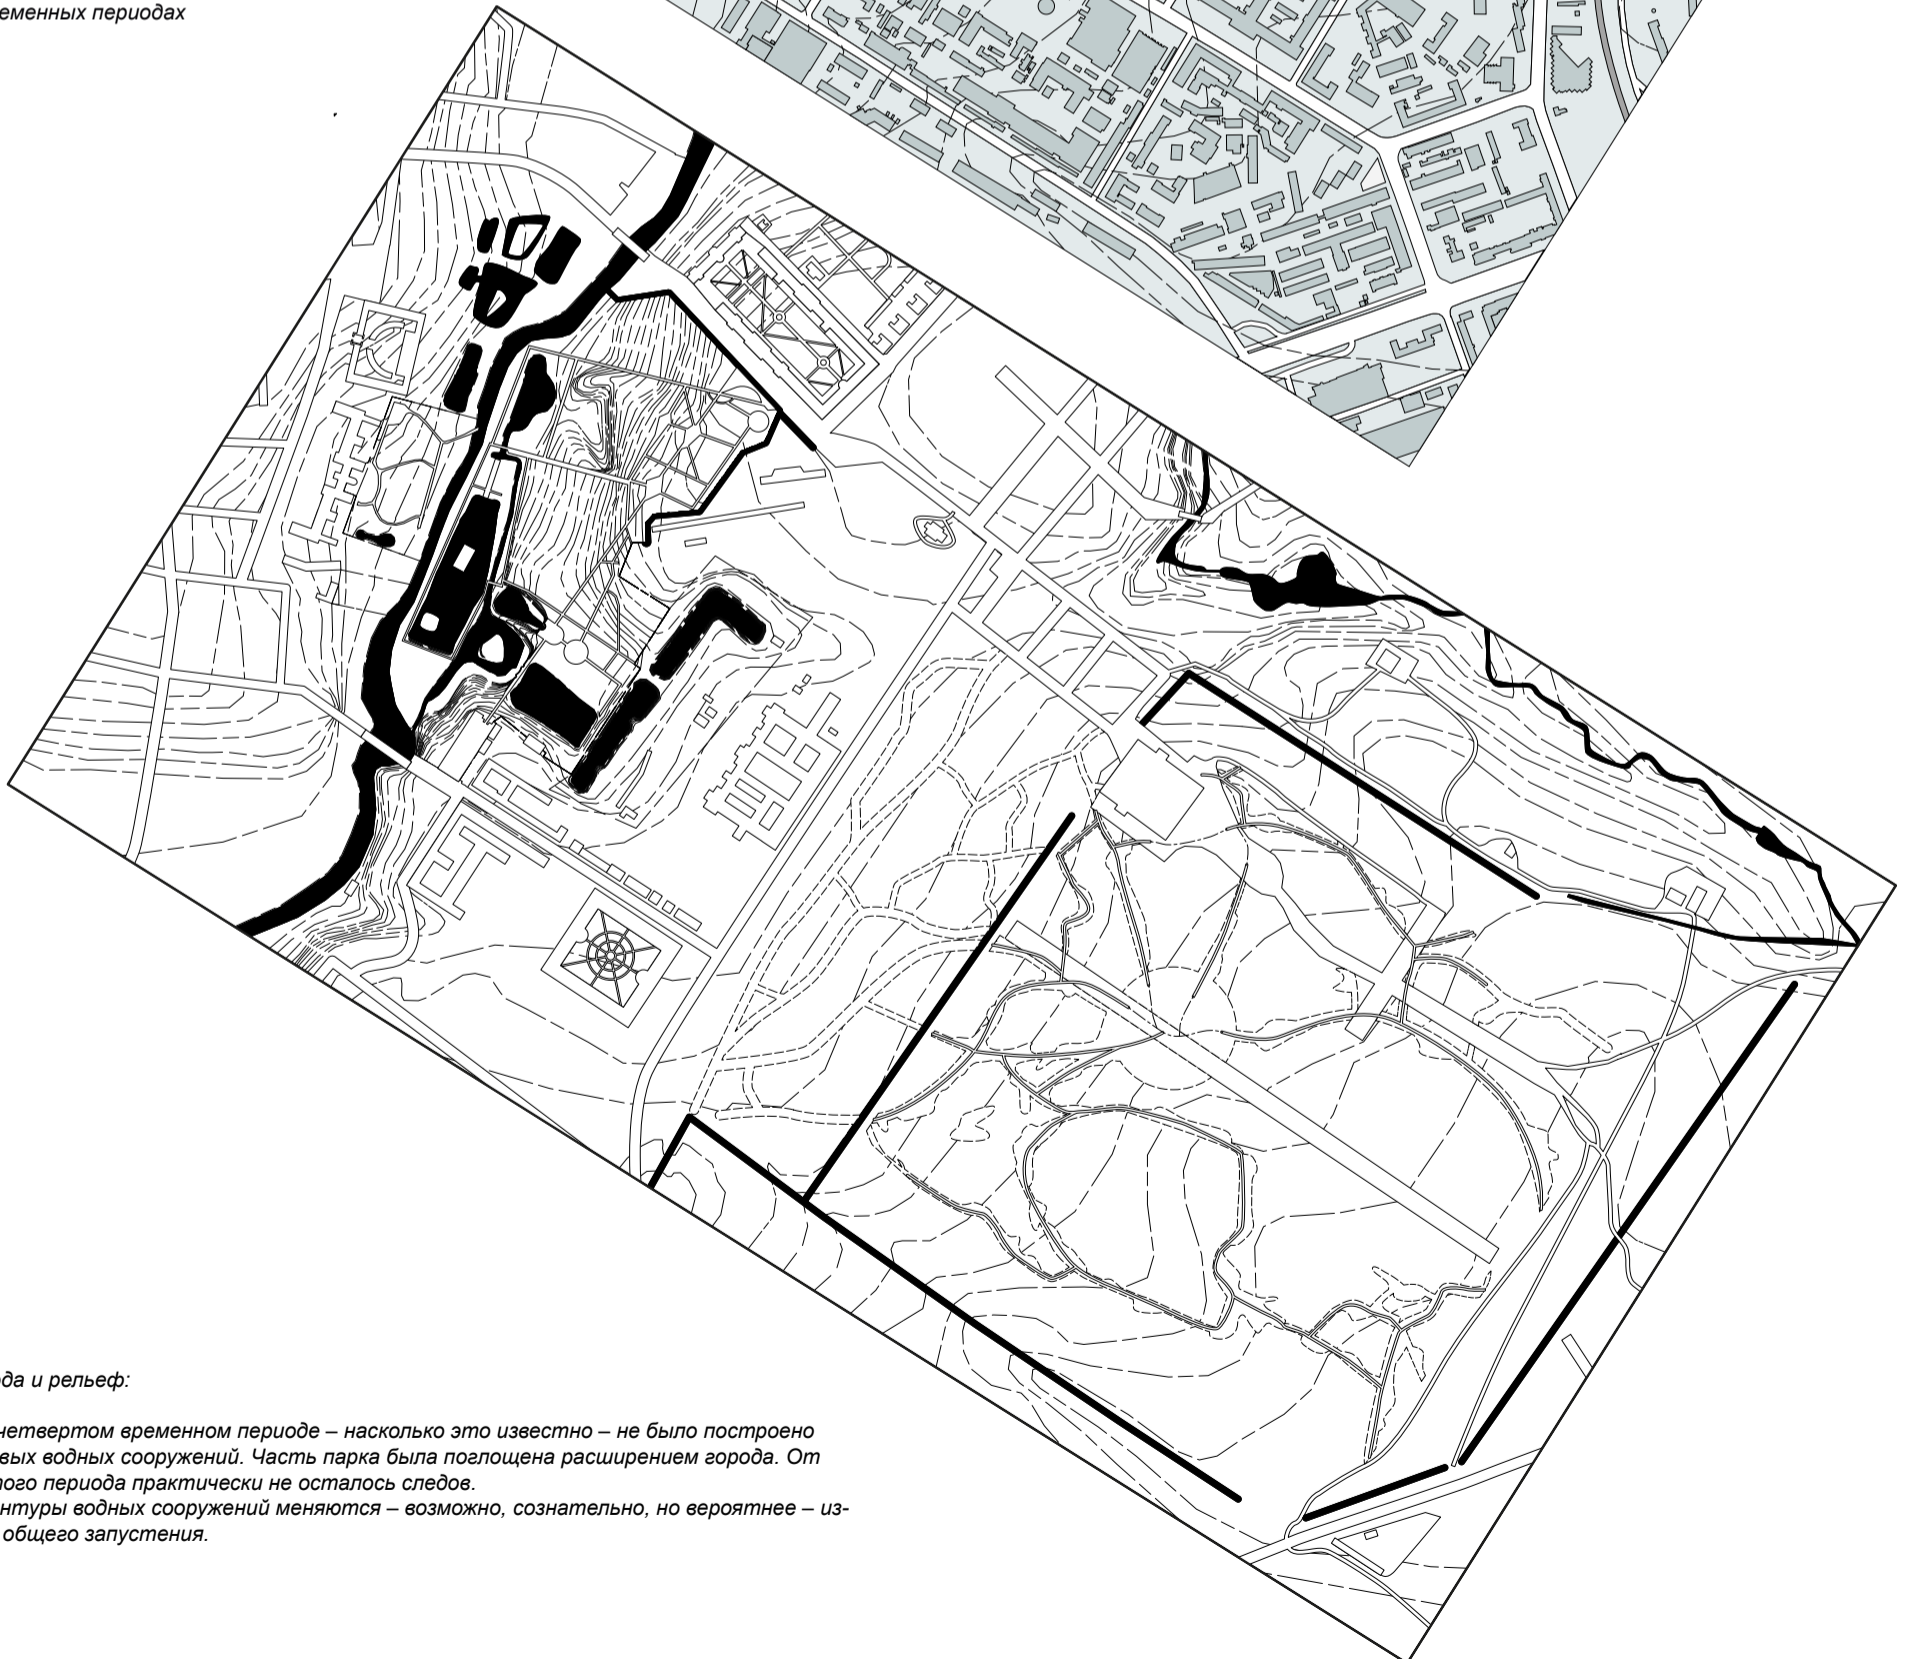 еменных периодах
да и рельеф:
четвертом временном периоде – насколько это известно – не было построено
вых водных сооружений. Часть парка была поглощена расширением города. От
того периода практически не осталось следов.
нтуры водных сооружений меняются – возможно, сознательно, но вероятнее – из-
общего запустения.